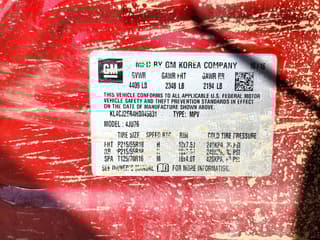 GM
MFD BY GM KOREA COMPANY
GVWR GAWR FRT GAWR RR
4409 LB 2348 LB 2194 LB
THIS VEHICLE CONFORMS TO ALL APPLICABLE U.S. FEDERAL MOTOR
VEHICLE SAFETY AND THEFT PREVENTION STANDARDS IN EFFECT
ON THE DATE OF MANUFACTURE SHOWN ABOVE.
TYPE: MPV
MODEL: 4JU76
TIRE SIZE SPEED RTG RIM COLD TIRE PRESSURE
FRT P215/55R18 H
RR P215/55R18 H
SPA T125/70R16 M
SEE OWNER'S MANUAL FOR MORE INFORMATION.